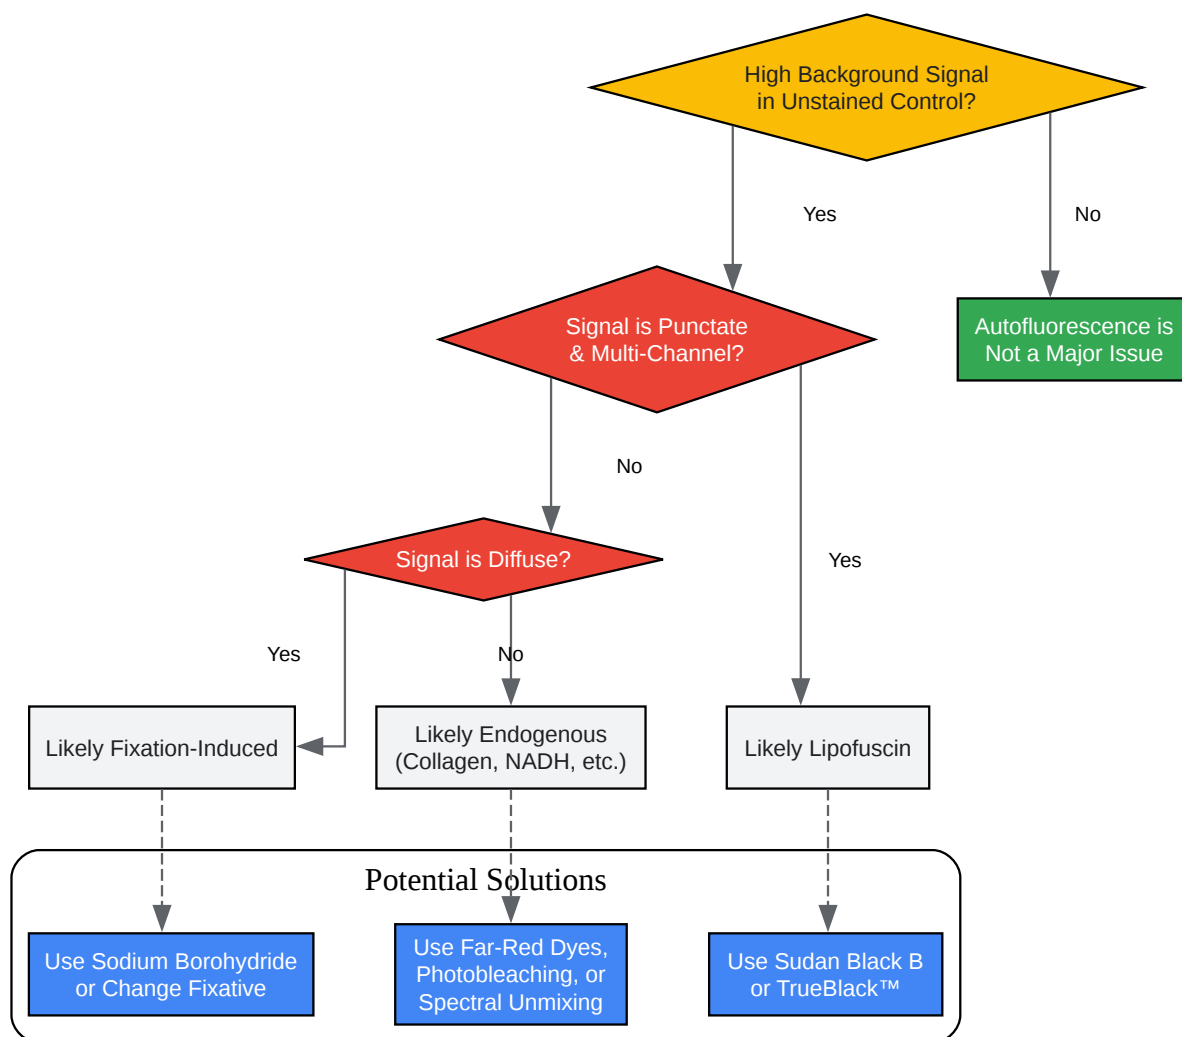 High Background Signal
in Unstained Control?
Yes
No
Signal is Punctate
& Multi-Channel?
Autofluorescence is
Not a Major Issue
No
Yes
Signal is Diffuse?
Yes
No
Likely Fixation-Induced
Likely Endogenous
(Collagen, NADH, etc.)
Likely Lipofuscin
Potential Solutions
Use Sodium Borohydride
or Change Fixative
Use Far-Red Dyes,
Photobleaching, or
Spectral Unmixing
Use Sudan Black B
or TrueBlack™